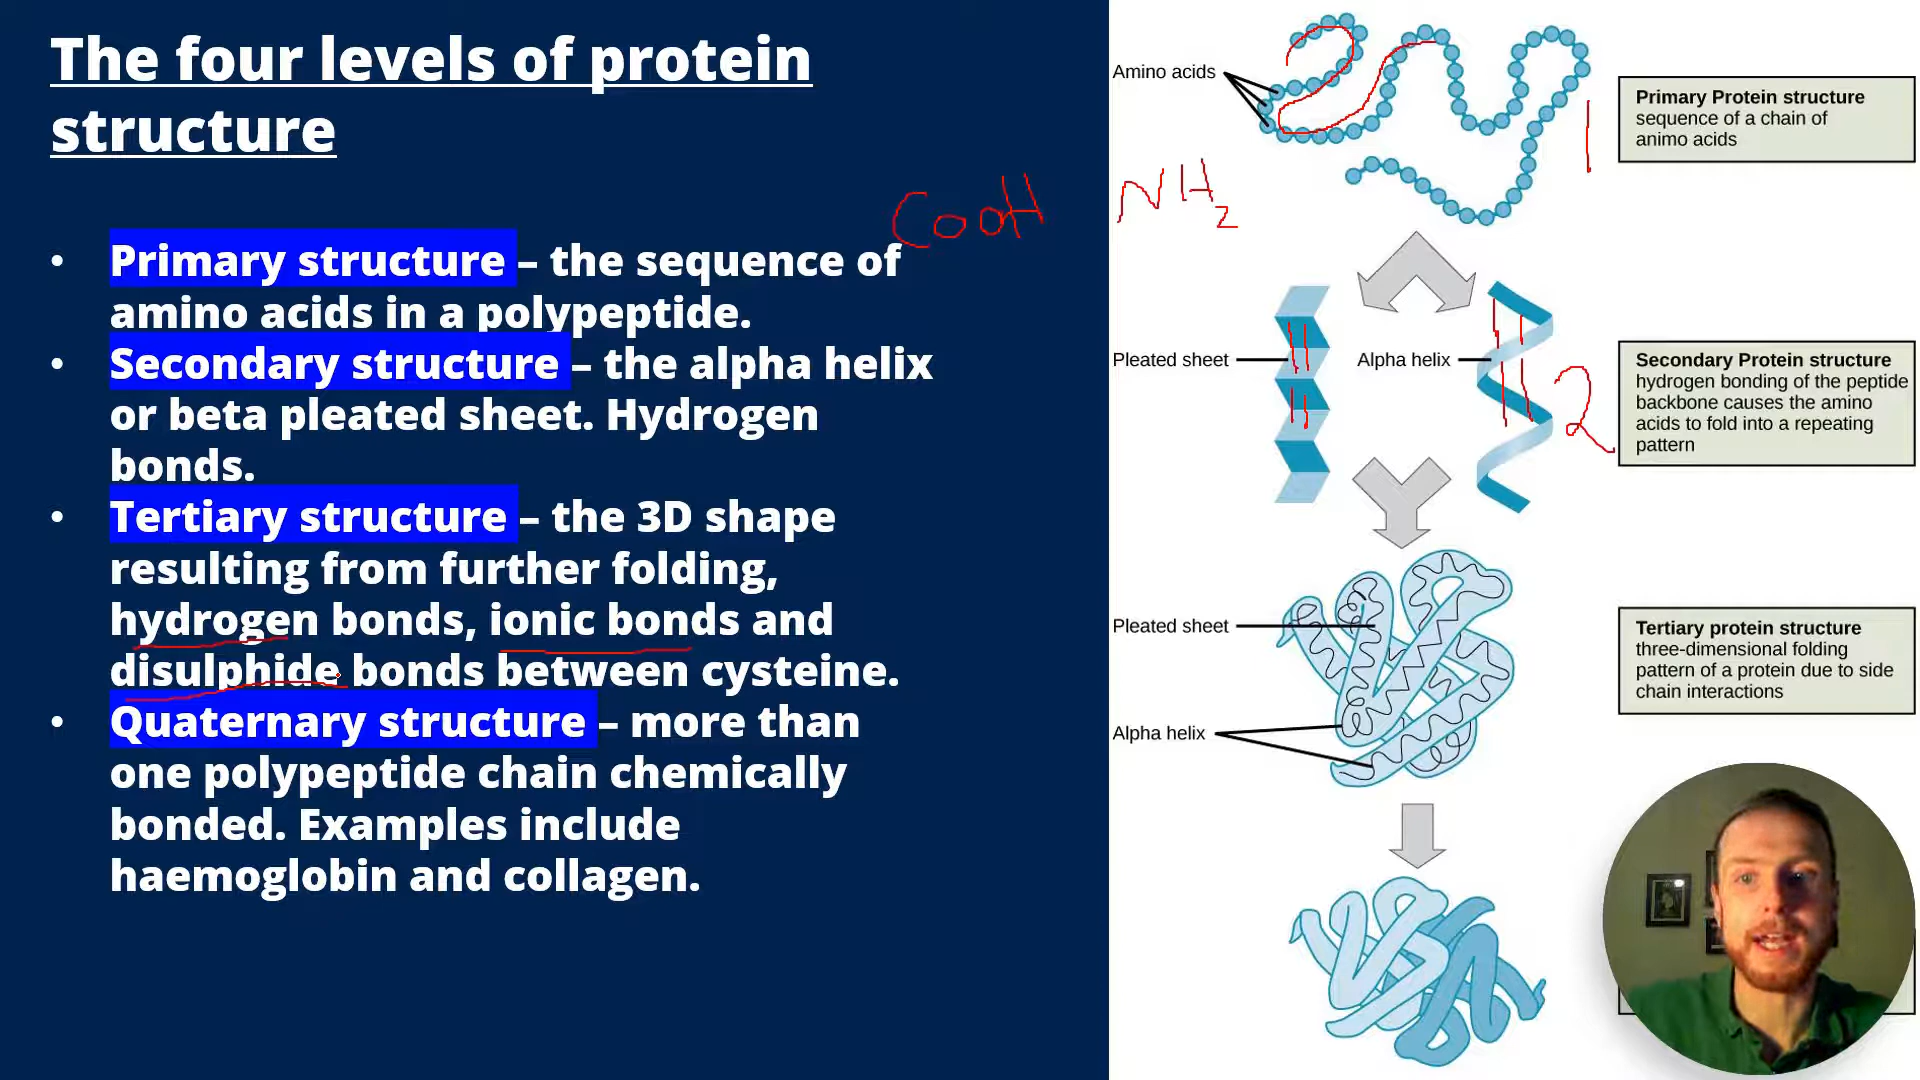 The four levels of protein
structure
• Primary structure – the sequence of
amino acids in a polypeptide.
• Secondary structure – the alpha helix
or beta pleated sheet. Hydrogen
bonds.
• Tertiary structure – the 3D shape
resulting from further folding,
hydrogen bonds, ionic bonds and
disulphide bonds between cysteine.
• Quaternary structure – more than
one polypeptide chain chemically
bonded. Examples include
haemoglobin and collagen.
COOH
NH2
Amino acids
1
Primary Protein structure
sequence of a chain of
animo acids
Pleated sheet
Alpha helix
2
Secondary Protein structure
hydrogen bonding of the peptide
backbone causes the amino
acids to fold into a repeating
pattern
Pleated sheet
Alpha helix
Tertiary protein structure
three-dimensional folding
pattern of a protein due to side
chain interactions